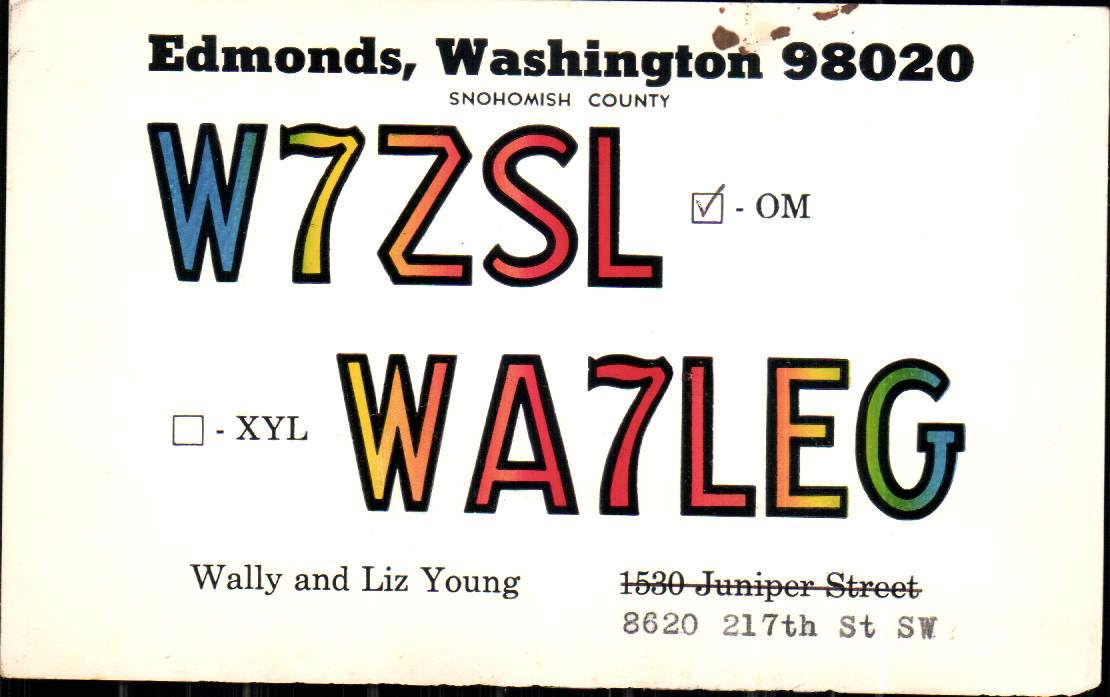 Edmonds, Washington 98020
SNOHOMISH COUNTY
W7ZSL ☑ - OM
☐ - XYL WA7LEG
Wally and Liz Young
1530 Juniper Street
8620 217th St SW